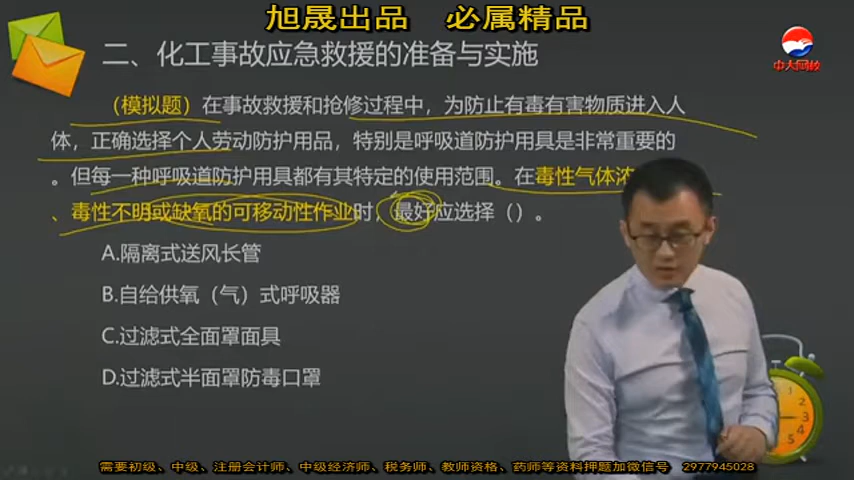 旭晟出品 必属精品
二、化工事故应急救援的准备与实施
中大网校
（模拟题）在事故救援和抢修过程中，为防止有毒有害物质进入人
体，正确选择个人劳动防护用品，特别是呼吸道防护用具是非常重要的
。但每一种呼吸道防护用具都有其特定的使用范围。在毒性气体浓
、毒性不明或缺氧的可移动性作业时，最好应选择（）。
A.隔离式送风长管
B.自给供氧（气）式呼吸器
C.过滤式全面罩面具
D.过滤式半面罩防毒口罩
1
2
3
4
5
需要初级、中级、注册会计师、中级经济师、税务师、教师资格、药师等资料押题加微信号 2977945028